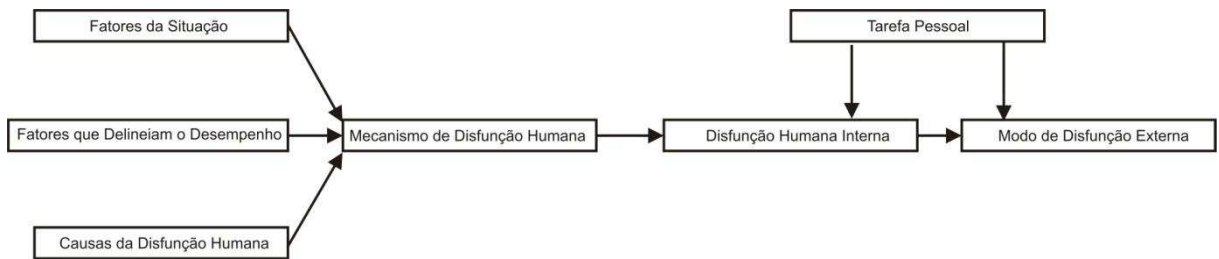 Fatores da Situação
Tarefa Pessoal
Fatores que Delineiam o Desempenho
Mecanismo de Disfunção Humana
Disfunção Humana Interna
Modo de Disfunção Externa
Causas da Disfunção Humana